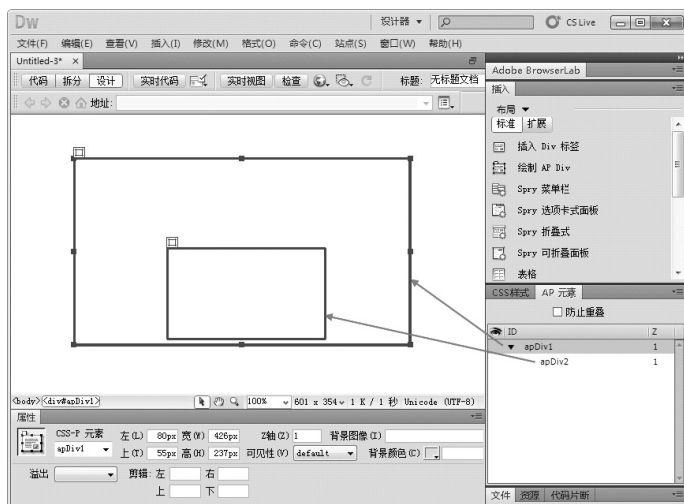 Dw 设计器 CS Live
文件(F) 编辑(E) 查看(V) 插入(I) 修改(M) 格式(O) 命令(C) 站点(S) 窗口(W) 帮助(H)
Untitled-3*
代码 拆分 设计 实时代码 实时视图 检查 标题: 无标题文档
地址:
Adobe BrowserLab
插入
布局
标准 扩展
插入 Div 标签
绘制 AP Div
Spry 菜单栏
Spry 选项卡式面板
Spry 折叠式
Spry 可折叠面板
表格
CSS样式 AP 元素
防止重叠
ID Z
apDiv1 1
apDiv2 1
<body> <div#apDiv1> 100% 601 x 354 1 K / 1 秒 Unicode (UTF-8)
属性
CSS-P 元素 左(L) 80px 宽(W) 426px Z轴(Z) 1 背景图像(I)
apDiv1 上(T) 55px 高(H) 237px 可见性(V) default 背景颜色(C)
溢出 剪辑: 左 右
上 下
文件 资源 代码片断